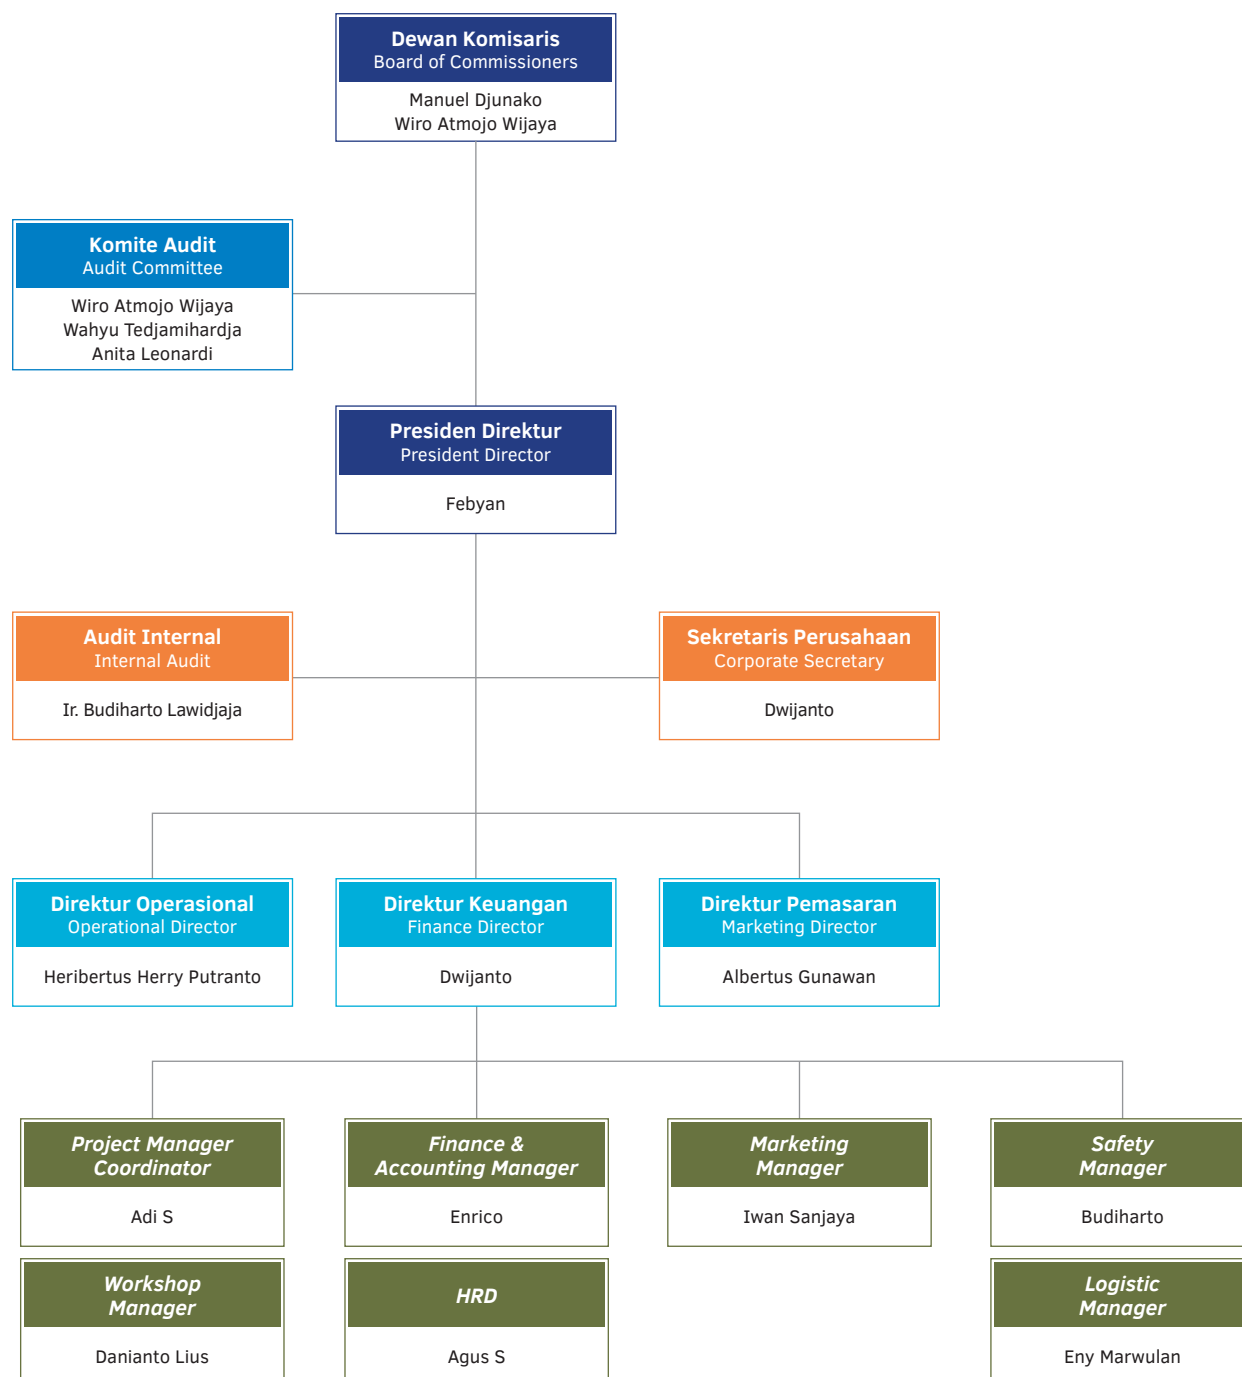 Dewan Komisaris
Board of Commissioners
Manuel Djunako
Wiro Atmojo Wijaya
Komite Audit
Audit Committee
Wiro Atmojo Wijaya
Wahyu Tedjamihardja
Anita Leonardi
Presiden Direktur
President Director
Febyan
Audit Internal
Internal Audit
Ir. Budiharto Lawidjaja
Sekretaris Perusahaan
Corporate Secretary
Dwijanto
Direktur Operasional
Operational Director
Heribertus Herry Putranto
Direktur Keuangan
Finance Director
Dwijanto
Direktur Pemasaran
Marketing Director
Albertus Gunawan
Project Manager
Coordinator
Adi S
Finance &
Accounting Manager
Enrico
Marketing
Manager
Iwan Sanjaya
Safety
Manager
Budiharto
Workshop
Manager
Danianto Lius
HRD
Agus S
Logistic
Manager
Eny Marwulan